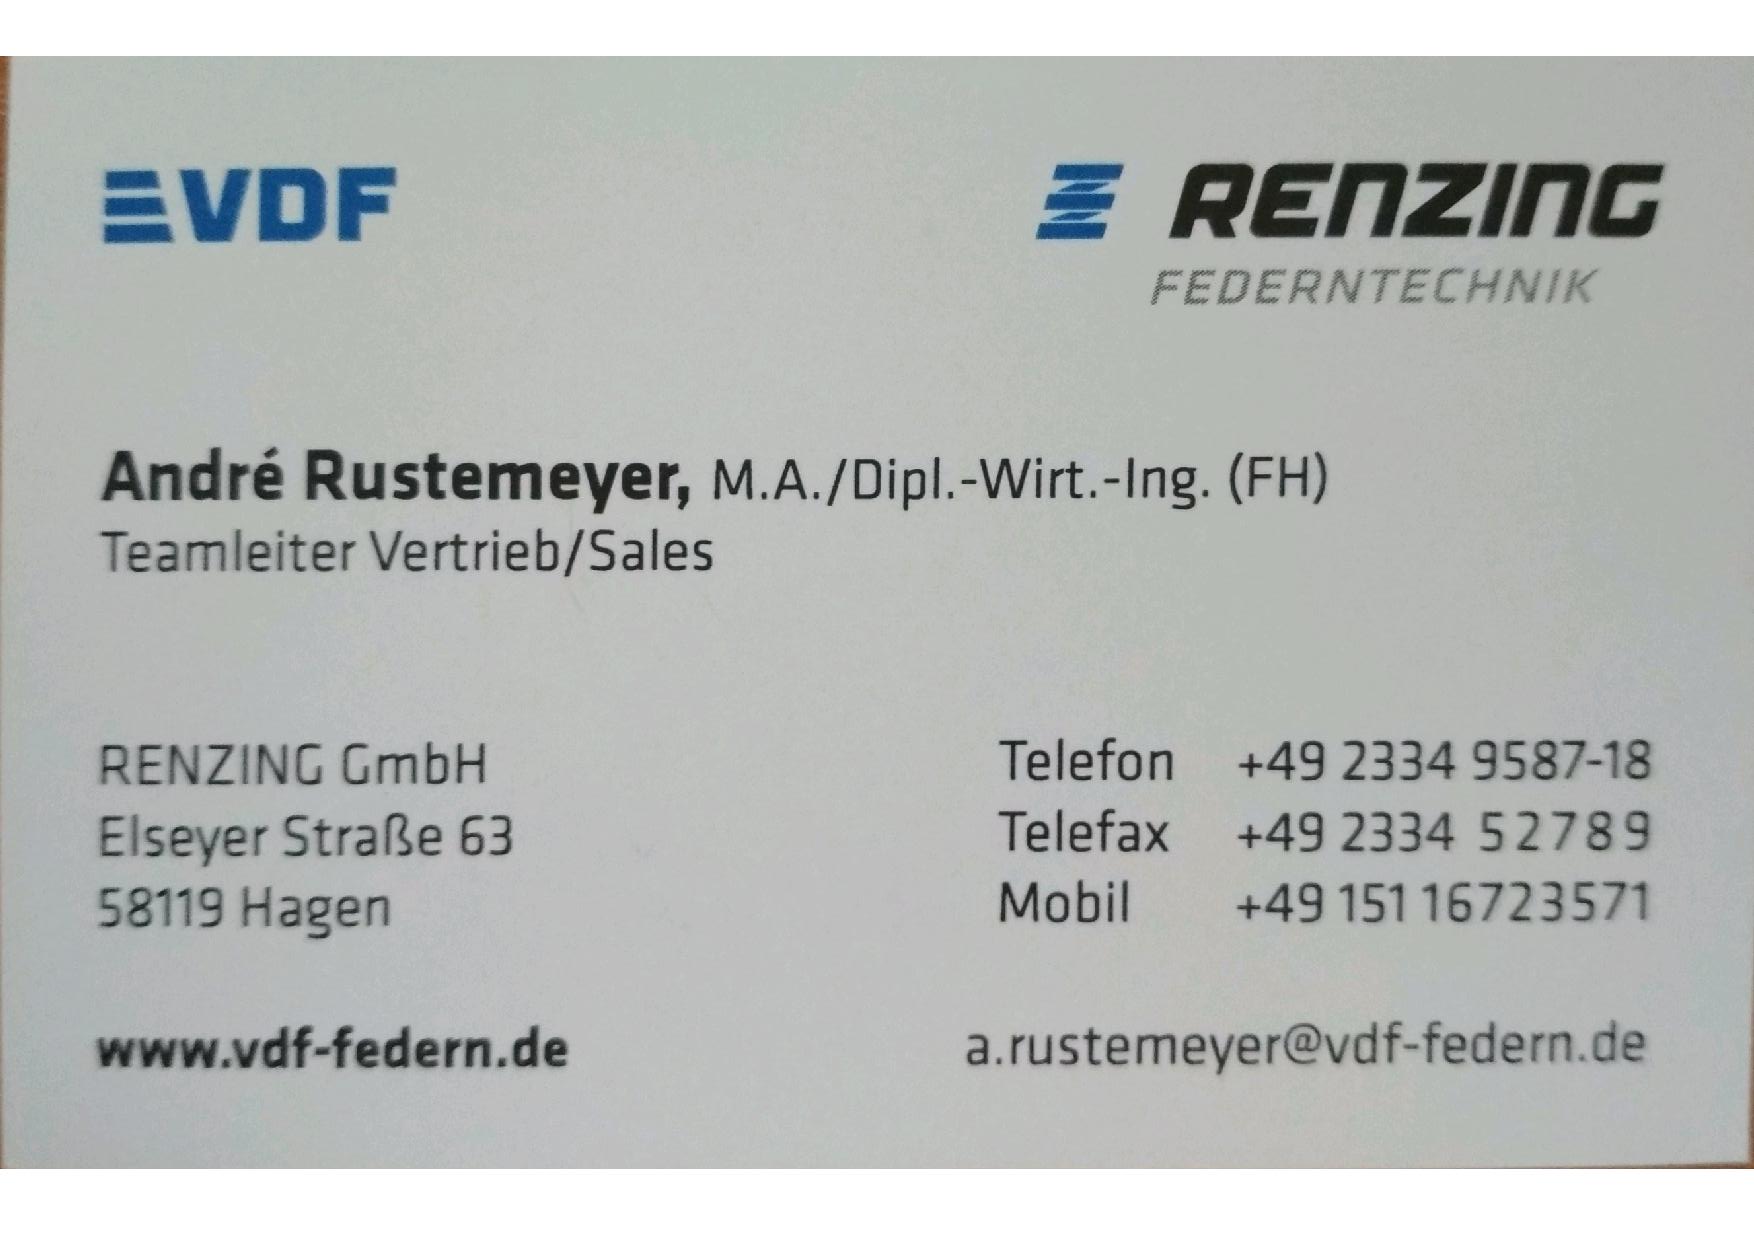 VDF
RENZING
FEDERNTECHNIK
André Rustemeyer, M.A./Dipl.-Wirt.-Ing. (FH)
Teamleiter Vertrieb/Sales
RENZING GmbH
Elseyer Straße 63
58119 Hagen
Telefon +49 2334 9587-18
Telefax +49 2334 52789
Mobil +49 151 16723571
www.vdf-federn.de
a.rustemeyer@vdf-federn.de